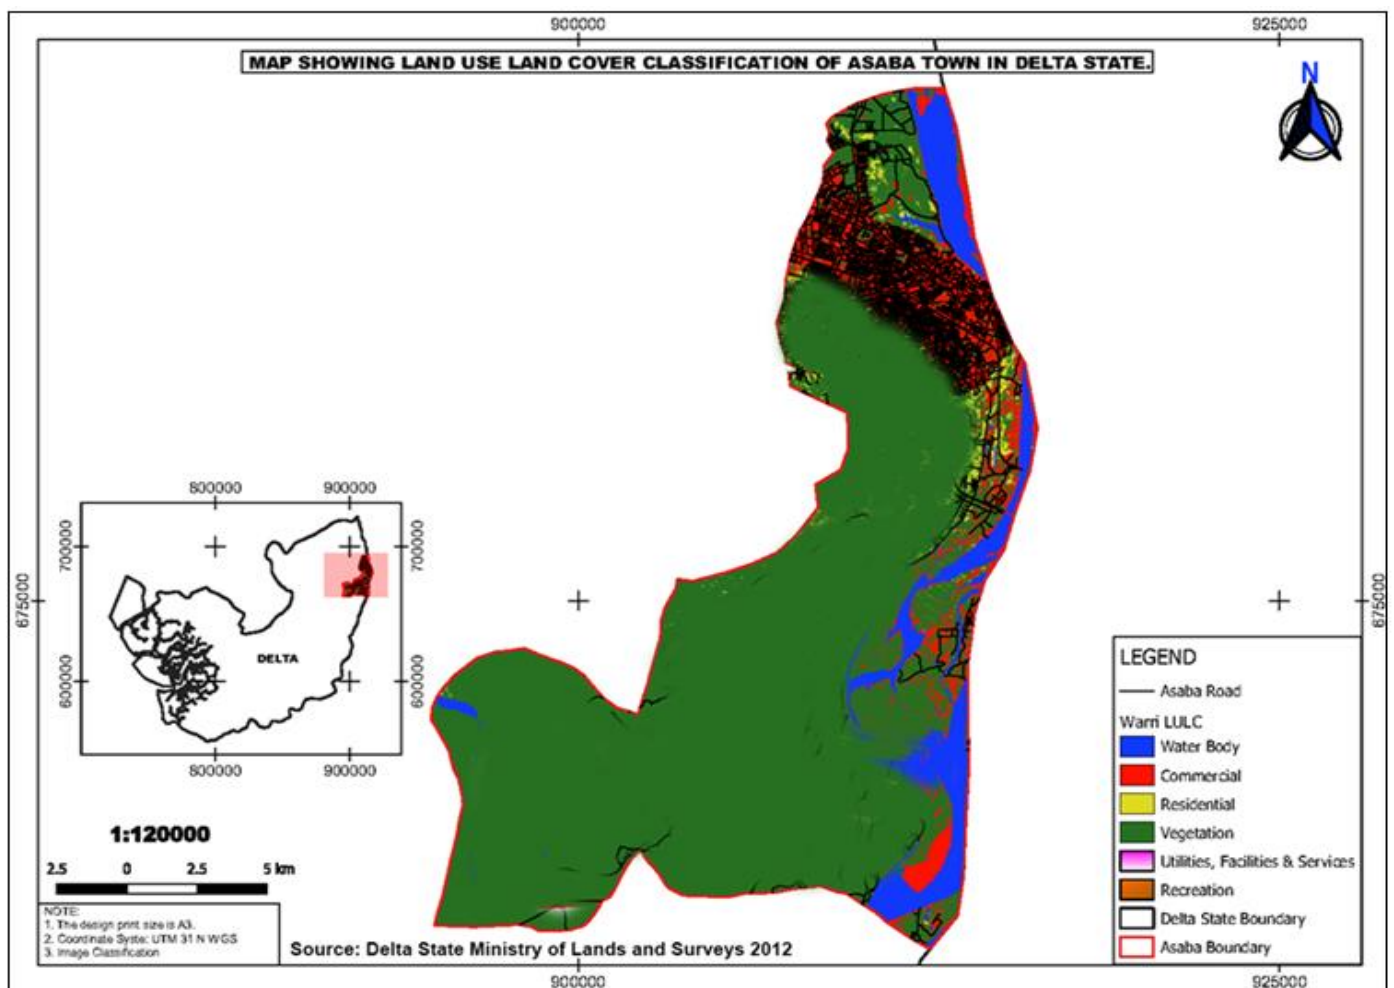 900000
925000
MAP SHOWING LAND USE LAND COVER CLASSIFICATION OF ASABA TOWN IN DELTA STATE.
N
800000
900000
700000
700000
675000
675000
DELTA
600000
600000
800000
900000
1:120000
2.5 0 2.5 5 km
NOTE:
1. The design print size is A3.
2. Coordinate Syste: UTM 31 N WGS
3. Image Classification
Source: Delta State Ministry of Lands and Surveys 2012
LEGEND
Asaba Road
Warri LULC
Water Body
Commercial
Residential
Vegetation
Utilities, Facilities & Services
Recreation
Delta State Boundary
Asaba Boundary
900000
925000